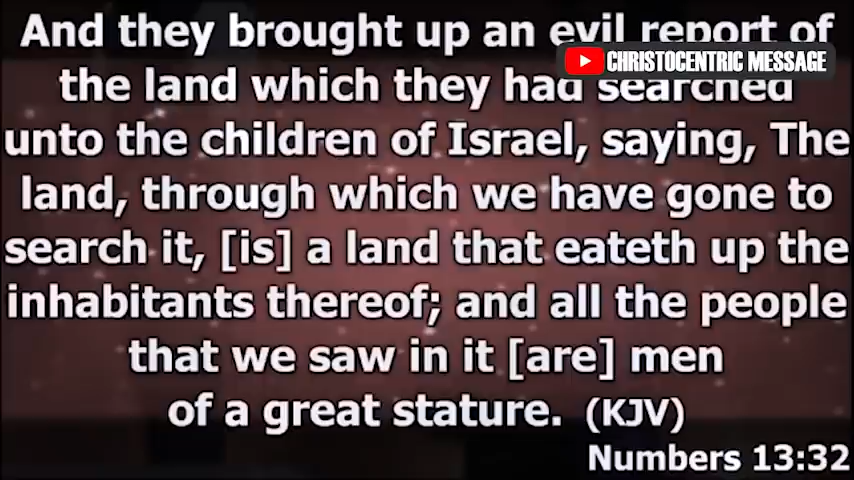 And they brought up an evil report of
CHRISTOCENTRIC MESSAGE
the land which they had searched
unto the children of Israel, saying, The
land, through which we have gone to
search it, [is] a land that eateth up the
inhabitants thereof; and all the people
that we saw in it [are] men
of a great stature. (KJV)
Numbers 13:32